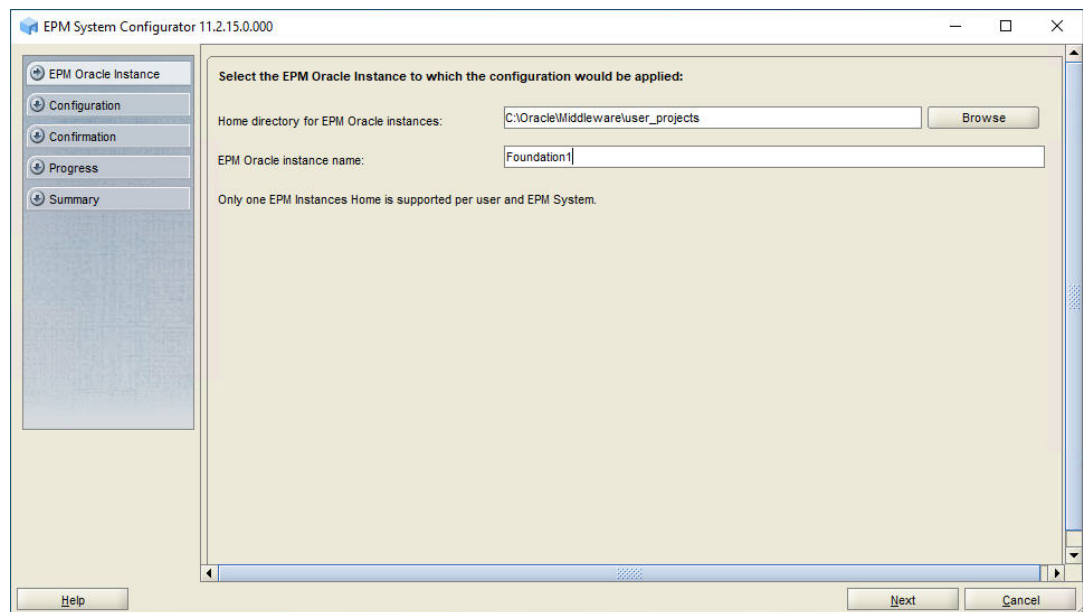 EPM System Configurator 11.2.15.0.000
EPM Oracle Instance
Configuration
Confirmation
Progress
Summary
Select the EPM Oracle Instance to which the configuration would be applied:
Home directory for EPM Oracle instances: C:\Oracle\Middleware\user_projects Browse
EPM Oracle instance name: Foundation1
Only one EPM Instances Home is supported per user and EPM System.
Help Next Cancel